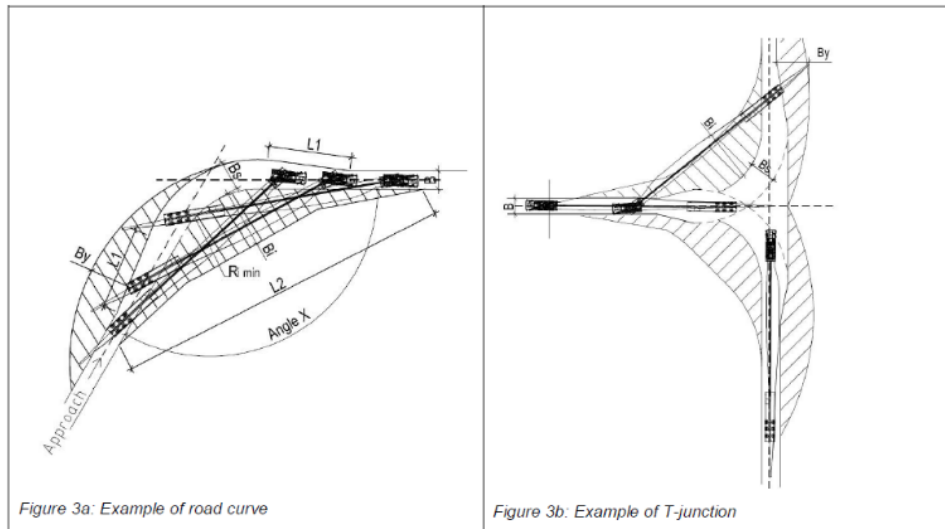 L1
Bs
B
L1
By
Bi
Ri min
L2
Angle X
Approach
Figure 3a: Example of road curve
By
Bi
Bs
B
Figure 3b: Example of T-junction